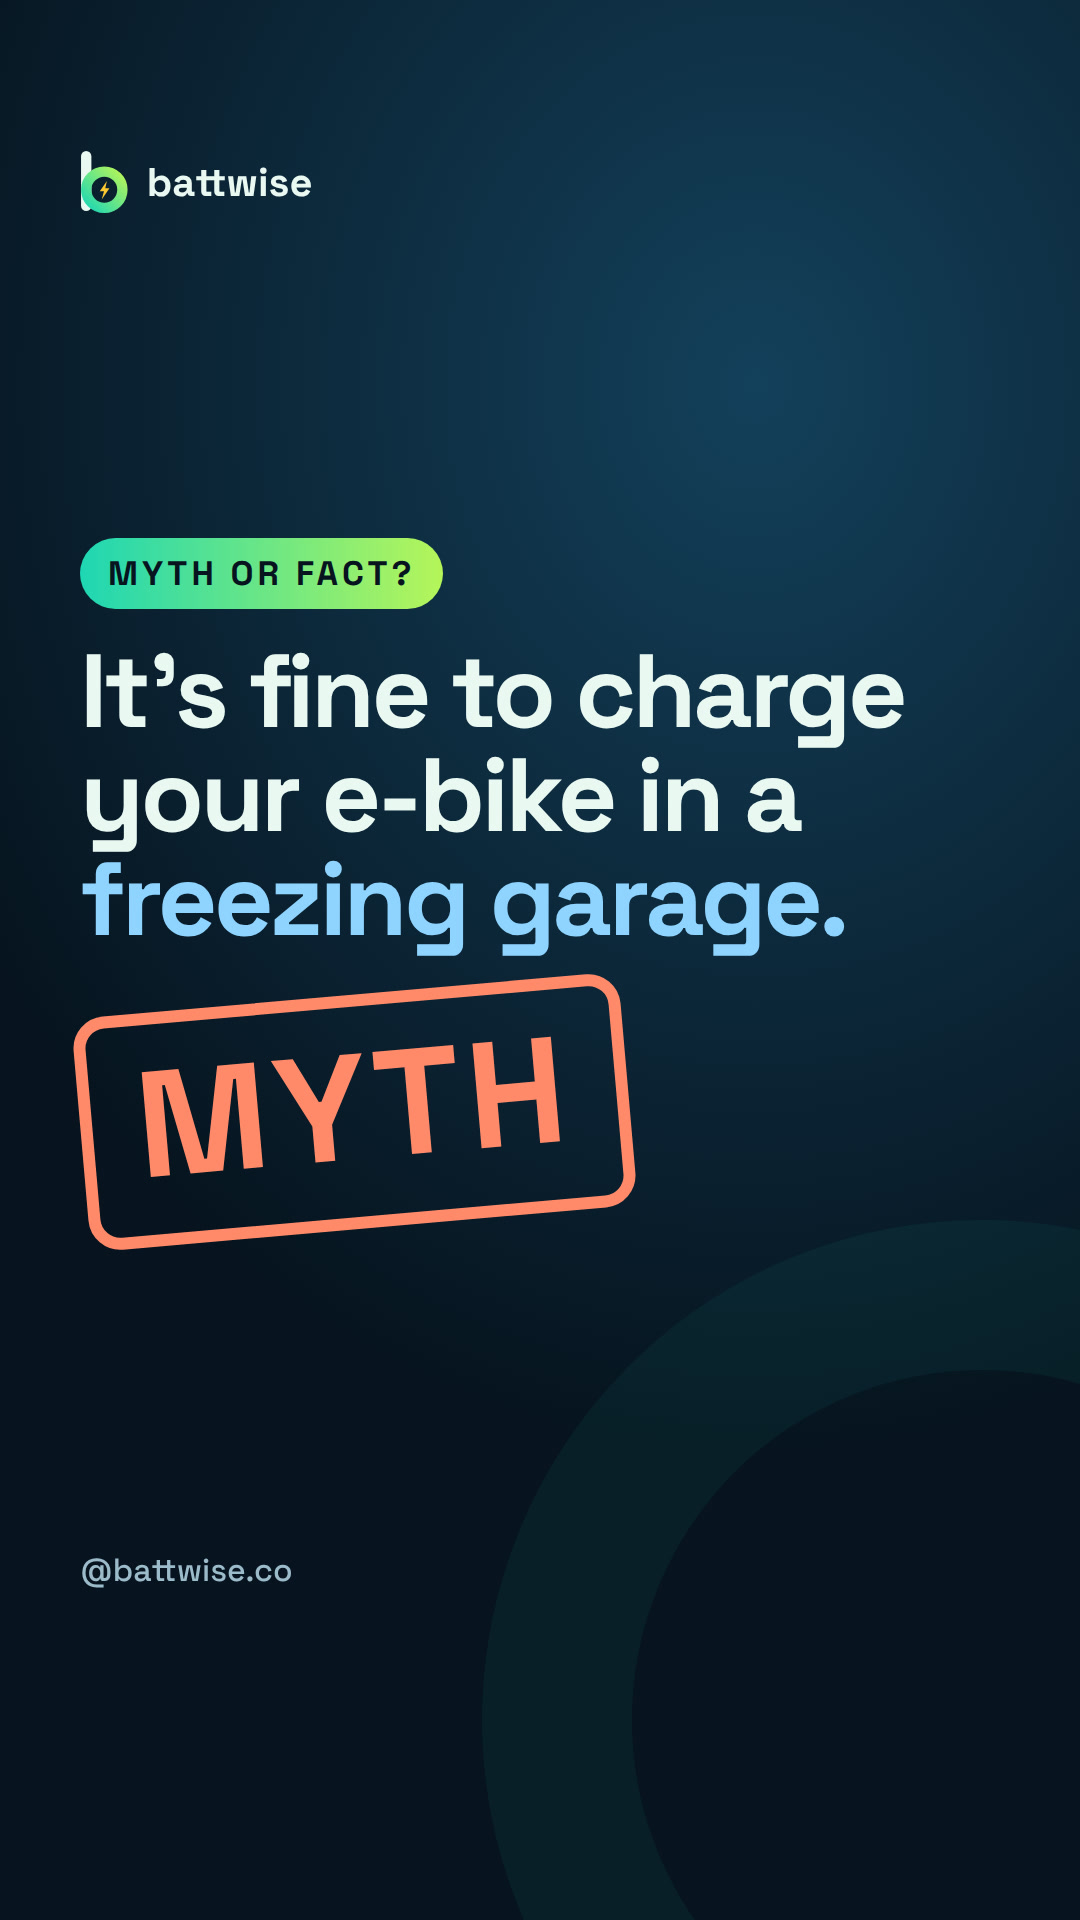 battwise
MYTH OR FACT?
It’s fine to charge
your e-bike in a
freezing garage.
MYTH
@battwise.co